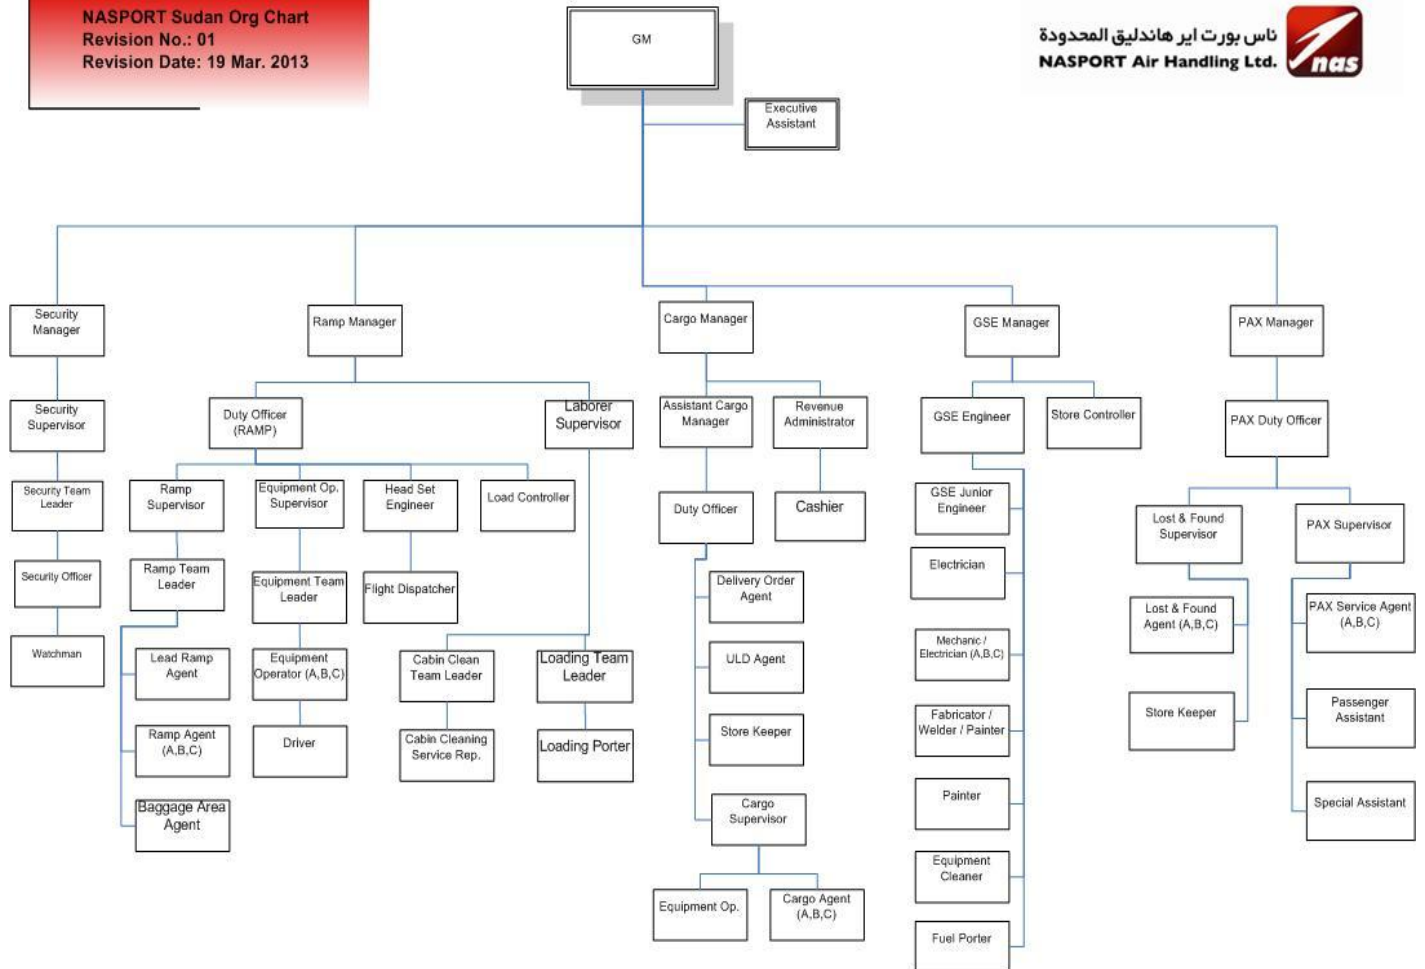 NASPORT Sudan Org Chart
Revision No.: 01
Revision Date: 19 Mar. 2013
GM
ناس بورت اير هاندليق المحدودة
NASPORT Air Handling Ltd.
nas
Executive
Assistant
Security
Manager
Ramp Manager
Cargo Manager
GSE Manager
PAX Manager
Security
Supervisor
Duty Officer
(RAMP)
Laborer
Supervisor
Assistant Cargo
Manager
Revenue
Administrator
GSE Engineer
Store Controller
PAX Duty Officer
Security Team
Leader
Ramp
Supervisor
Equipment Op.
Supervisor
Head Set
Engineer
Load Controller
Duty Officer
Cashier
GSE Junior
Engineer
Lost & Found
Supervisor
PAX Supervisor
Security Officer
Ramp Team
Leader
Equipment Team
Leader
Flight Dispatcher
Delivery Order
Agent
Electrician
Lost & Found
Agent (A,B,C)
PAX Service Agent
(A,B,C)
Watchman
Lead Ramp
Agent
Equipment
Operator (A,B,C)
Cabin Clean
Team Leader
Loading Team
Leader
ULD Agent
Mechanic /
Electrician (A,B,C)
Store Keeper
Passenger
Assistant
Ramp Agent
(A,B,C)
Driver
Cabin Cleaning
Service Rep.
Loading Porter
Store Keeper
Fabricator /
Welder / Painter
Baggage Area
Agent
Cargo
Supervisor
Painter
Special Assistant
Equipment
Cleaner
Equipment Op.
Cargo Agent
(A,B,C)
Fuel Porter